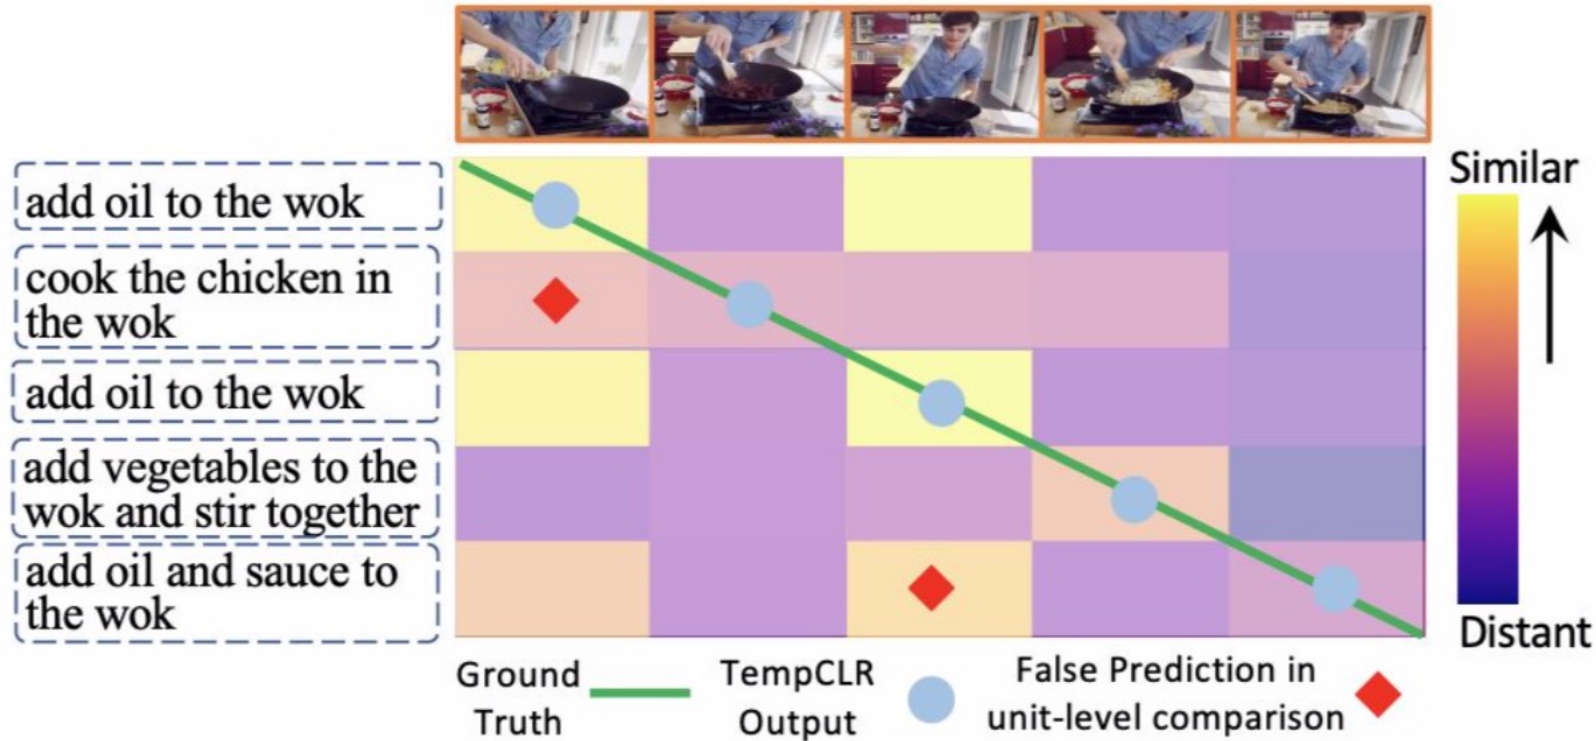 add oil to the wok
cook the chicken in
the wok
add oil to the wok
add vegetables to the
wok and stir together
add oil and sauce to
the wok
Similar
Distant
Ground
Truth
TempCLR
Output
False Prediction in
unit-level comparison